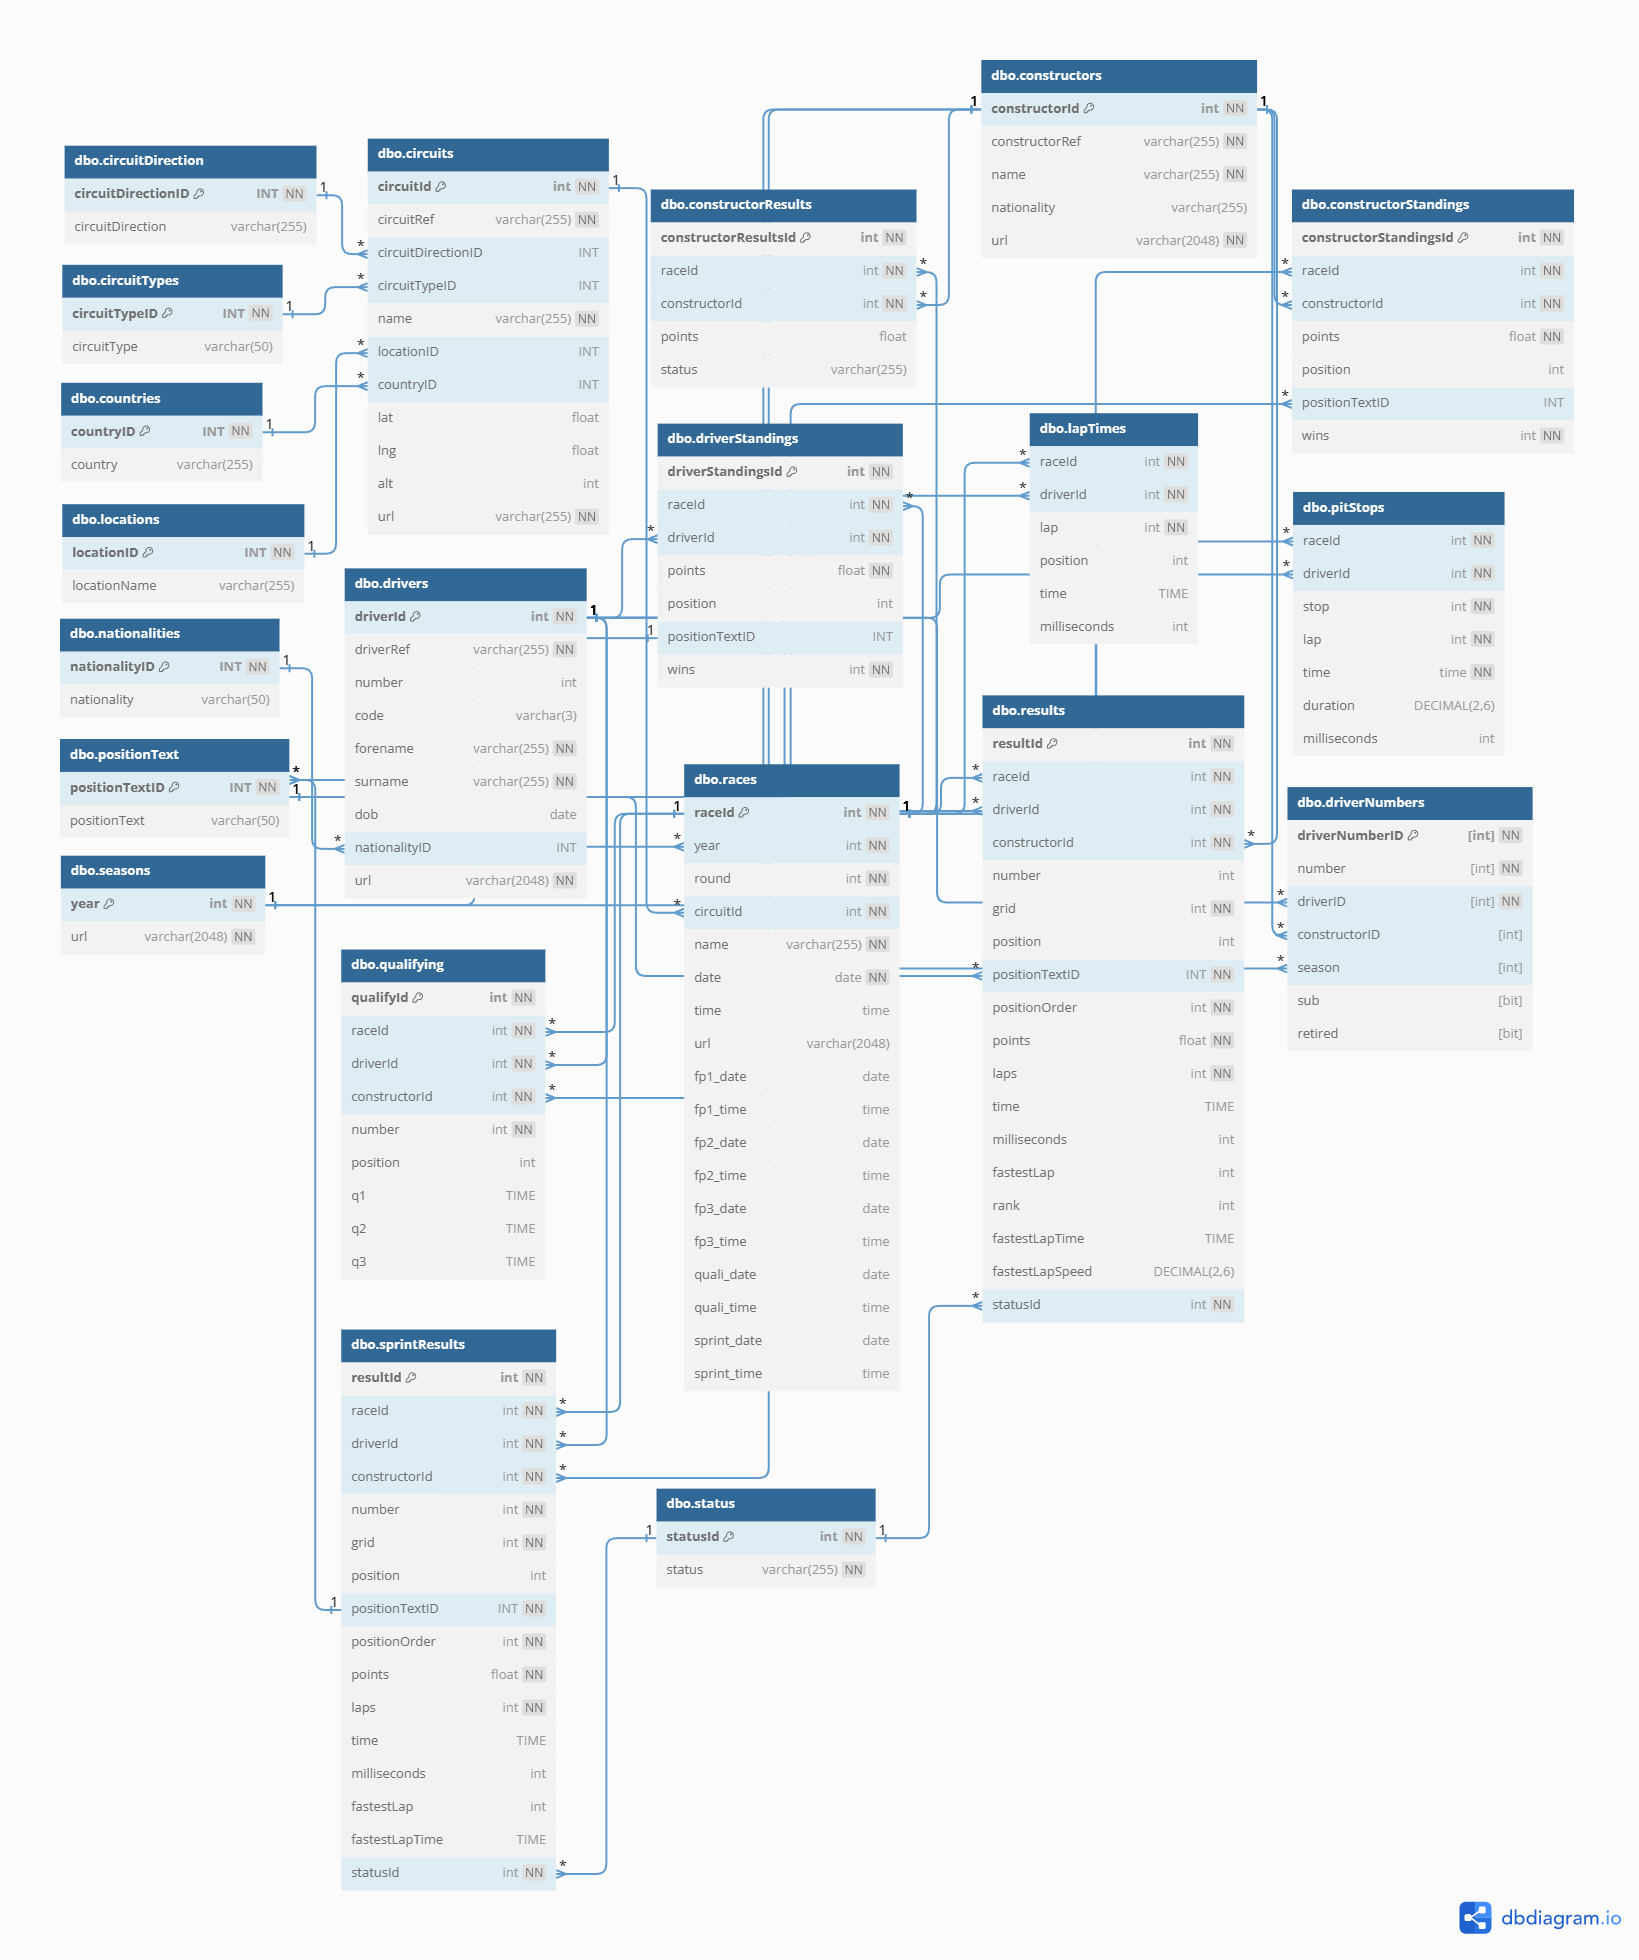 dbo.circuitDirection
circuitDirectionID INT NN
circuitDirection varchar(255)
dbo.circuitTypes
circuitTypeID INT NN
circuitType varchar(50)
dbo.countries
countryID INT NN
country varchar(255)
dbo.locations
locationID INT NN
locationName varchar(255)
dbo.nationalities
nationalityID INT NN
nationality varchar(50)
dbo.positionText
positionTextID INT NN
positionText varchar(50)
dbo.seasons
year int NN
url varchar(2048) NN
dbo.circuits
circuitId int NN
circuitRef varchar(255) NN
circuitDirectionID INT
circuitTypeID INT
name varchar(255) NN
locationID INT
countryID INT
lat float
lng float
alt int
url varchar(255) NN
dbo.drivers
driverId int NN
driverRef varchar(255) NN
number int
code varchar(3)
forename varchar(255) NN
surname varchar(255) NN
dob date
nationalityID INT
url varchar(2048) NN
dbo.qualifying
qualifyId int NN
raceId int NN
driverId int NN
constructorId int NN
number int NN
position int
q1 TIME
q2 TIME
q3 TIME
dbo.sprintResults
resultId int NN
raceId int NN
driverId int NN
constructorId int NN
number int NN
grid int NN
position int
positionTextID INT NN
positionOrder int NN
points float NN
laps int NN
time TIME
milliseconds int
fastestLap int
fastestLapTime TIME
statusId int NN
dbo.constructorResults
constructorResultsId int NN
raceId int NN
constructorId int NN
points float
status varchar(255)
dbo.driverStandings
driverStandingsId int NN
raceId int NN
driverId int NN
points float NN
position int
positionTextID INT
wins int NN
dbo.races
raceId int NN
year int NN
round int NN
circuitId int NN
name varchar(255) NN
date date NN
time time
url varchar(2048)
fp1_date date
fp1_time time
fp2_date date
fp2_time time
fp3_date date
fp3_time time
quali_date date
quali_time time
sprint_date date
sprint_time time
dbo.status
statusId int NN
status varchar(255) NN
dbo.constructors
constructorId int NN
constructorRef varchar(255) NN
name varchar(255) NN
nationality varchar(255)
url varchar(2048) NN
dbo.lapTimes
raceId int NN
driverId int NN
lap int NN
position int
time TIME
milliseconds int
dbo.results
resultId int NN
raceId int NN
driverId int NN
constructorId int NN
number int
grid int NN
position int
positionTextID INT NN
positionOrder int NN
points float NN
laps int NN
time TIME
milliseconds int
fastestLap int
rank int
fastestLapTime TIME
fastestLapSpeed DECIMAL(2,6)
statusId int NN
dbo.constructorStandings
constructorStandingsId int NN
raceId int NN
constructorId int NN
points float NN
position int
positionTextID INT
wins int NN
dbo.pitStops
raceId int NN
driverId int NN
stop int NN
lap int NN
time time NN
duration DECIMAL(2,6)
milliseconds int
dbo.driverNumbers
driverNumberID [int] NN
number [int] NN
driverID [int] NN
constructorID [int]
season [int]
sub [bit]
retired [bit]
dbdiagram.io